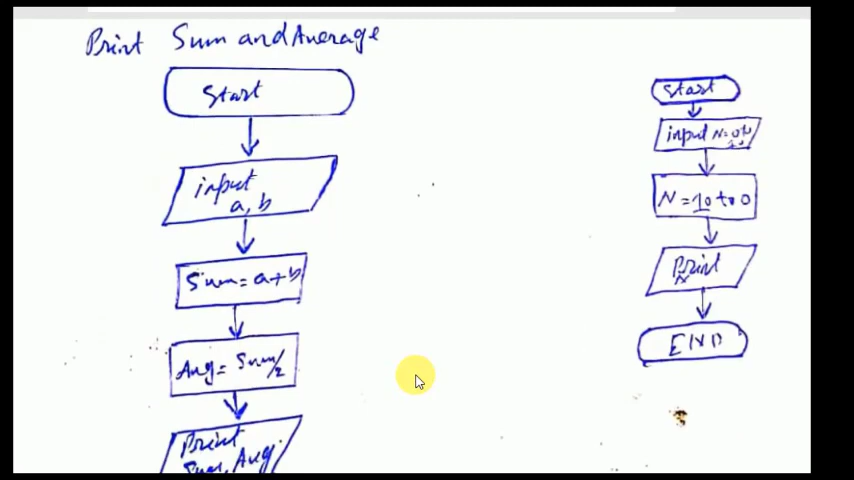 Print Sum and Average
Start
input
a, b
Sum = a+b
Avg = Sum/2
Print
Sum, Avg.
Start
input N=
N = 10 to 0
Print
N
END